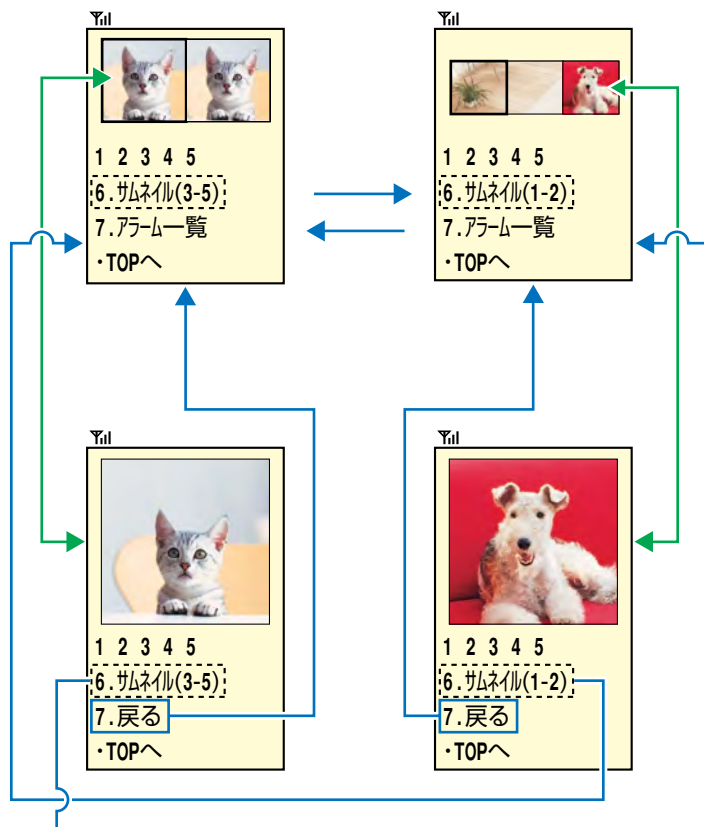 1 2 3 4 5
6.サムネイル(3-5)
7.アラーム一覧
・TOPへ
1 2 3 4 5
6.サムネイル(1-2)
7.アラーム一覧
・TOPへ
1 2 3 4 5
6.サムネイル(3-5)
7.戻る
・TOPへ
1 2 3 4 5
6.サムネイル(1-2)
7.戻る
・TOPへ